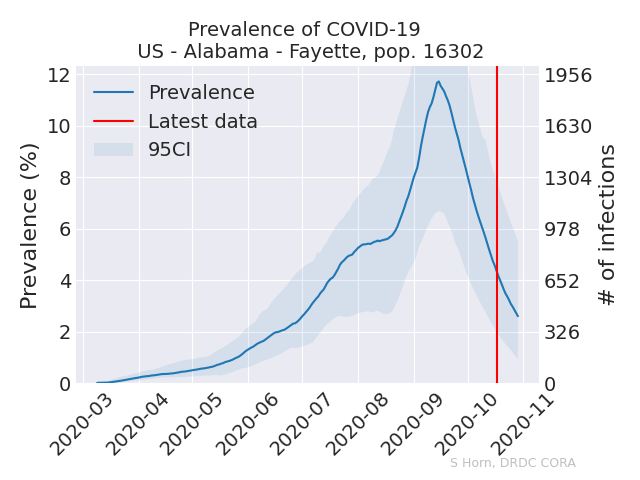 Prevalence of COVID-19
US - Alabama - Fayette, pop. 16302
Prevalence
Latest data
95CI
Prevalence (%)
12
10
8
6
4
2
0
# of infections
1956
1630
1304
978
652
326
0
2020-03
2020-04
2020-05
2020-06
2020-07
2020-08
2020-09
2020-10
2020-11
S Horn, DRDC CORA